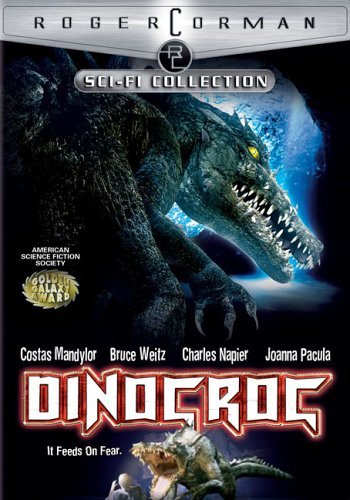 ROGER CORMAN
RC
SCI-FI COLLECTION
AMERICAN
SCIENCE FICTION
SOCIETY
GOLD
GALAXY
AWARD
Costas Mandylor Bruce Weitz Charles Napier Joanna Pacula
DINOCROC
It Feeds On Fear.